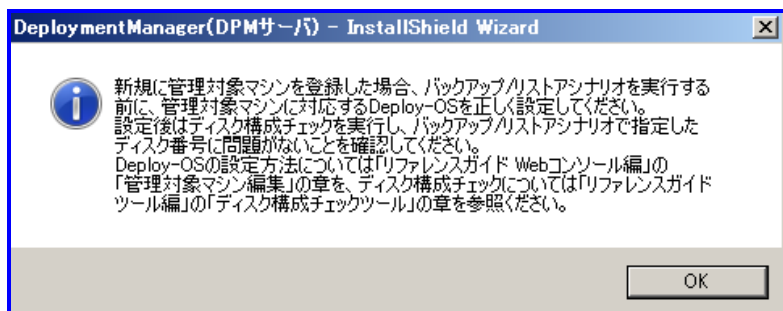 DeploymentManager(DPMサーバ) - InstallShield Wizard
新規に管理対象マシンを登録した場合、バックアップ/リストアシナリオを実行する
前に、管理対象マシンに対応するDeploy-OSを正しく設定してください。
設定後はディスク構成チェックを実行し、バックアップ/リストアシナリオで指定した
ディスク番号に問題がないことを確認してください。
Deploy-OSの設定方法については「リファレンスガイド Webコンソール編」の
「管理対象マシン編集」の章を、ディスク構成チェックについては「リファレンスガイド
ツール編」の「ディスク構成チェックツール」の章を参照ください。
OK